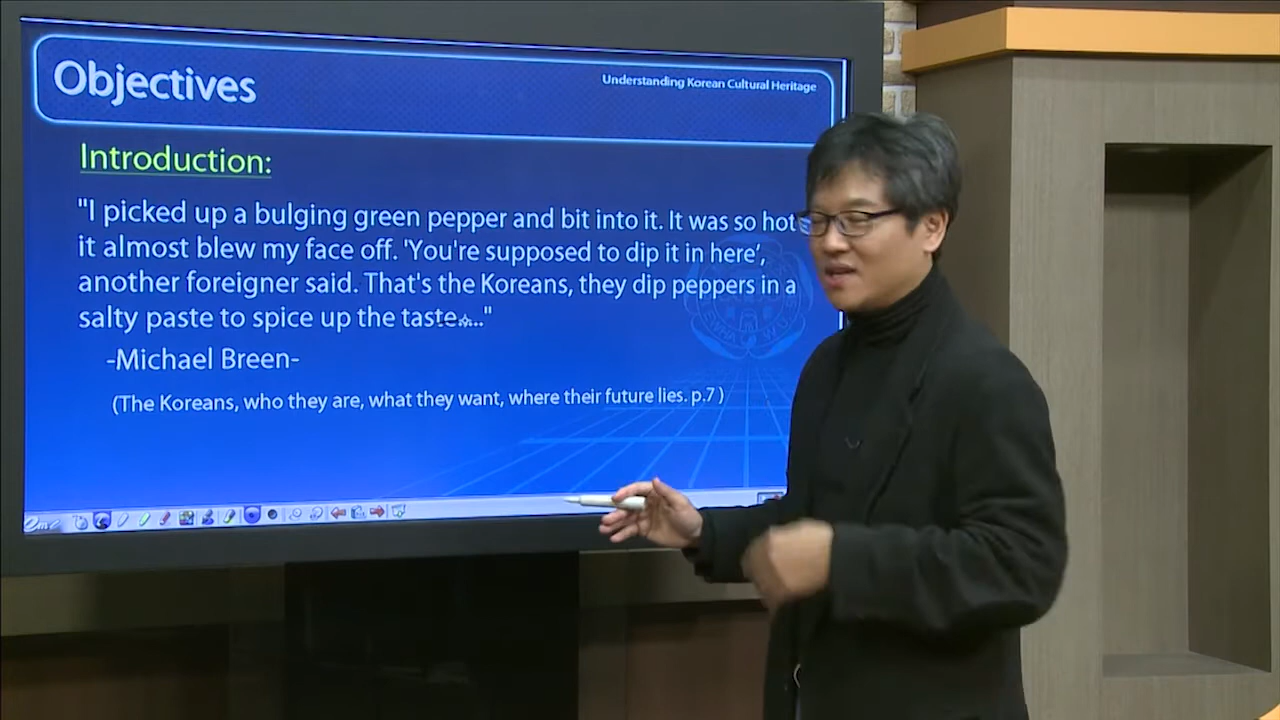 Objectives
Understanding Korean Cultural Heritage
Introduction:
"I picked up a bulging green pepper and bit into it. It was so hot
it almost blew my face off. 'You're supposed to dip it in here‘,
another foreigner said. That's the Koreans, they dip peppers in a
salty paste to spice up the taste....."
-Michael Breen-
(The Koreans, who they are, what they want, where their future lies. p.7 )